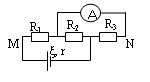 A
R₁ R₂ R₃
M N
ξ, r